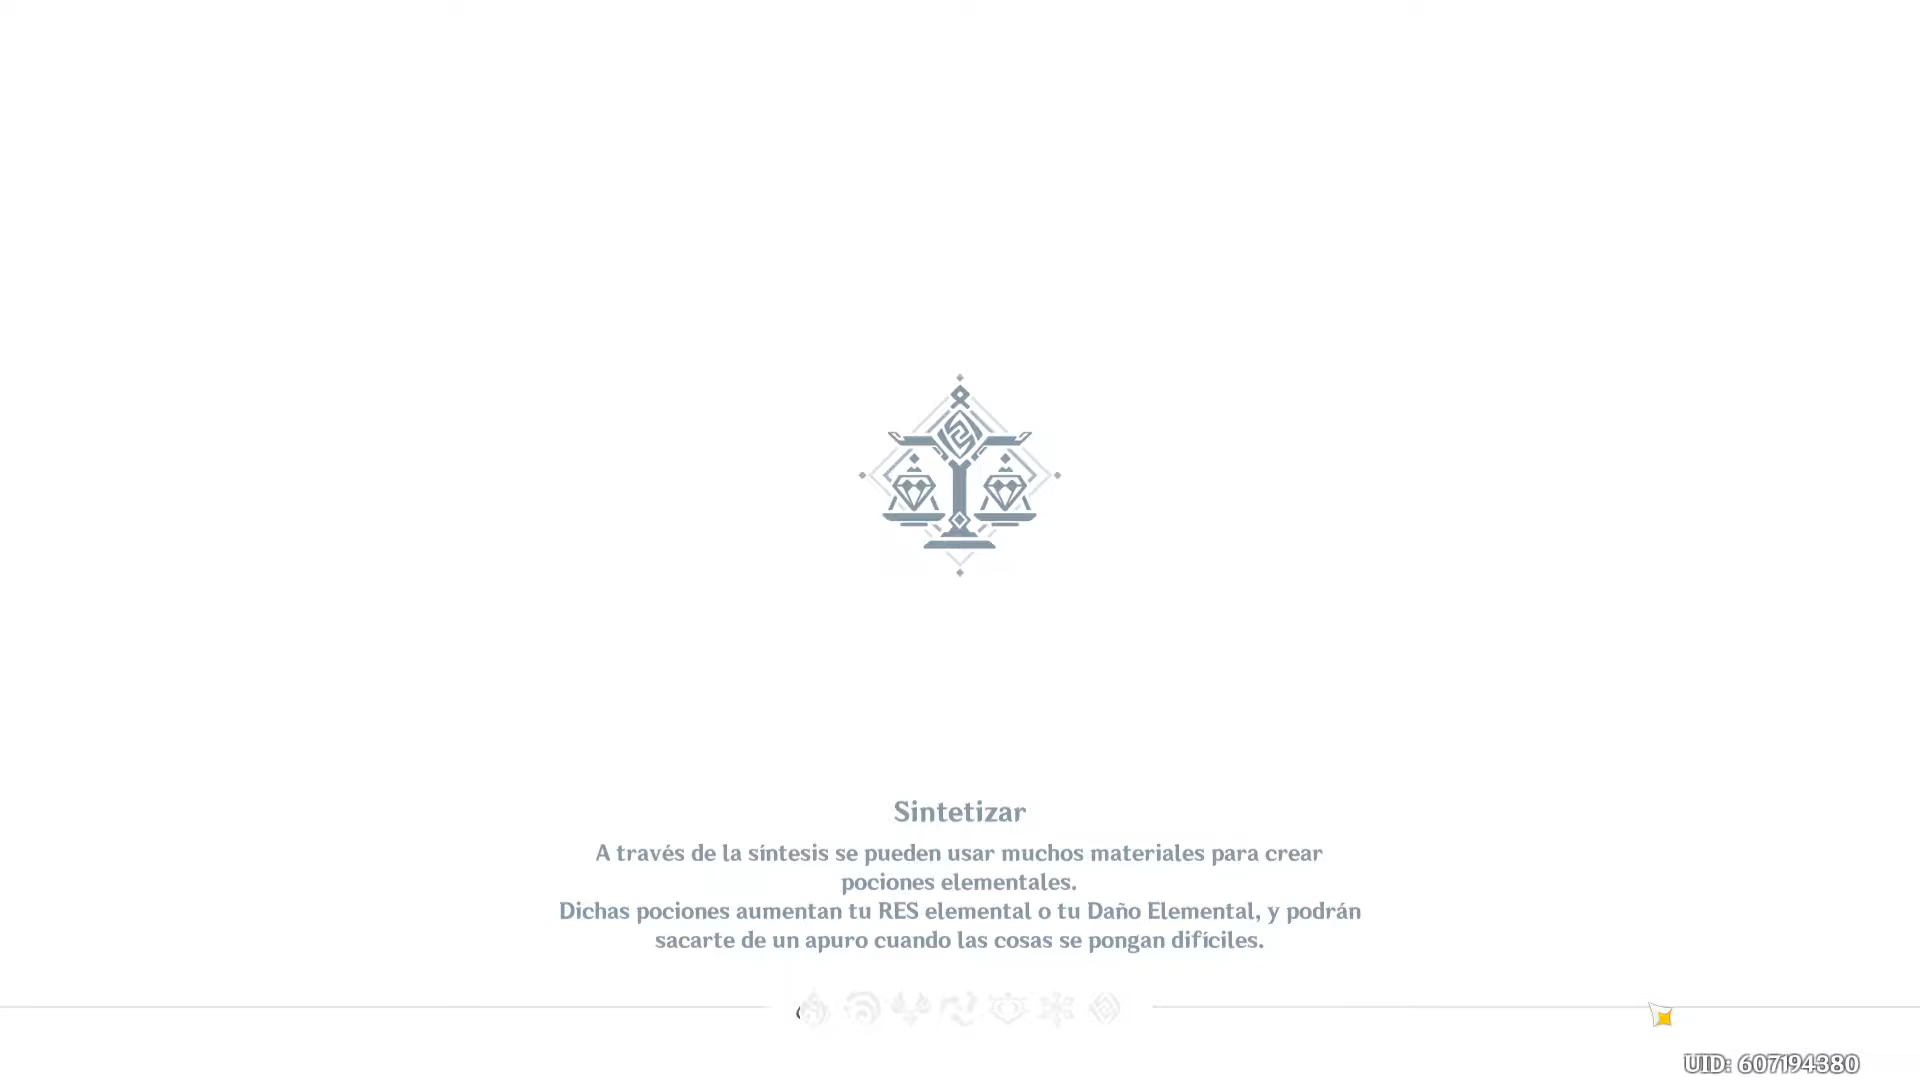 Sintetizar
A través de la síntesis se pueden usar muchos materiales para crear
pociones elementales.
Dichas pociones aumentan tu RES elemental o tu Daño Elemental, y podrán
sacarte de un apuro cuando las cosas se pongan difíciles.
UID: 607194380